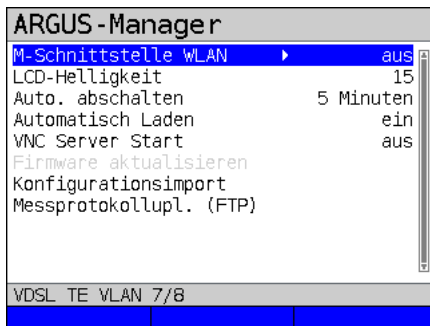 ARGUS-Manager
M-Schnittstelle WLAN aus
LCD-Helligkeit 15
Auto. abschalten 5 Minuten
Automatisch Laden ein
VNC Server Start aus
Firmware aktualisieren
Konfigurationsimport
Messprotokollupl. (FTP)
VDSL TE VLAN 7/8